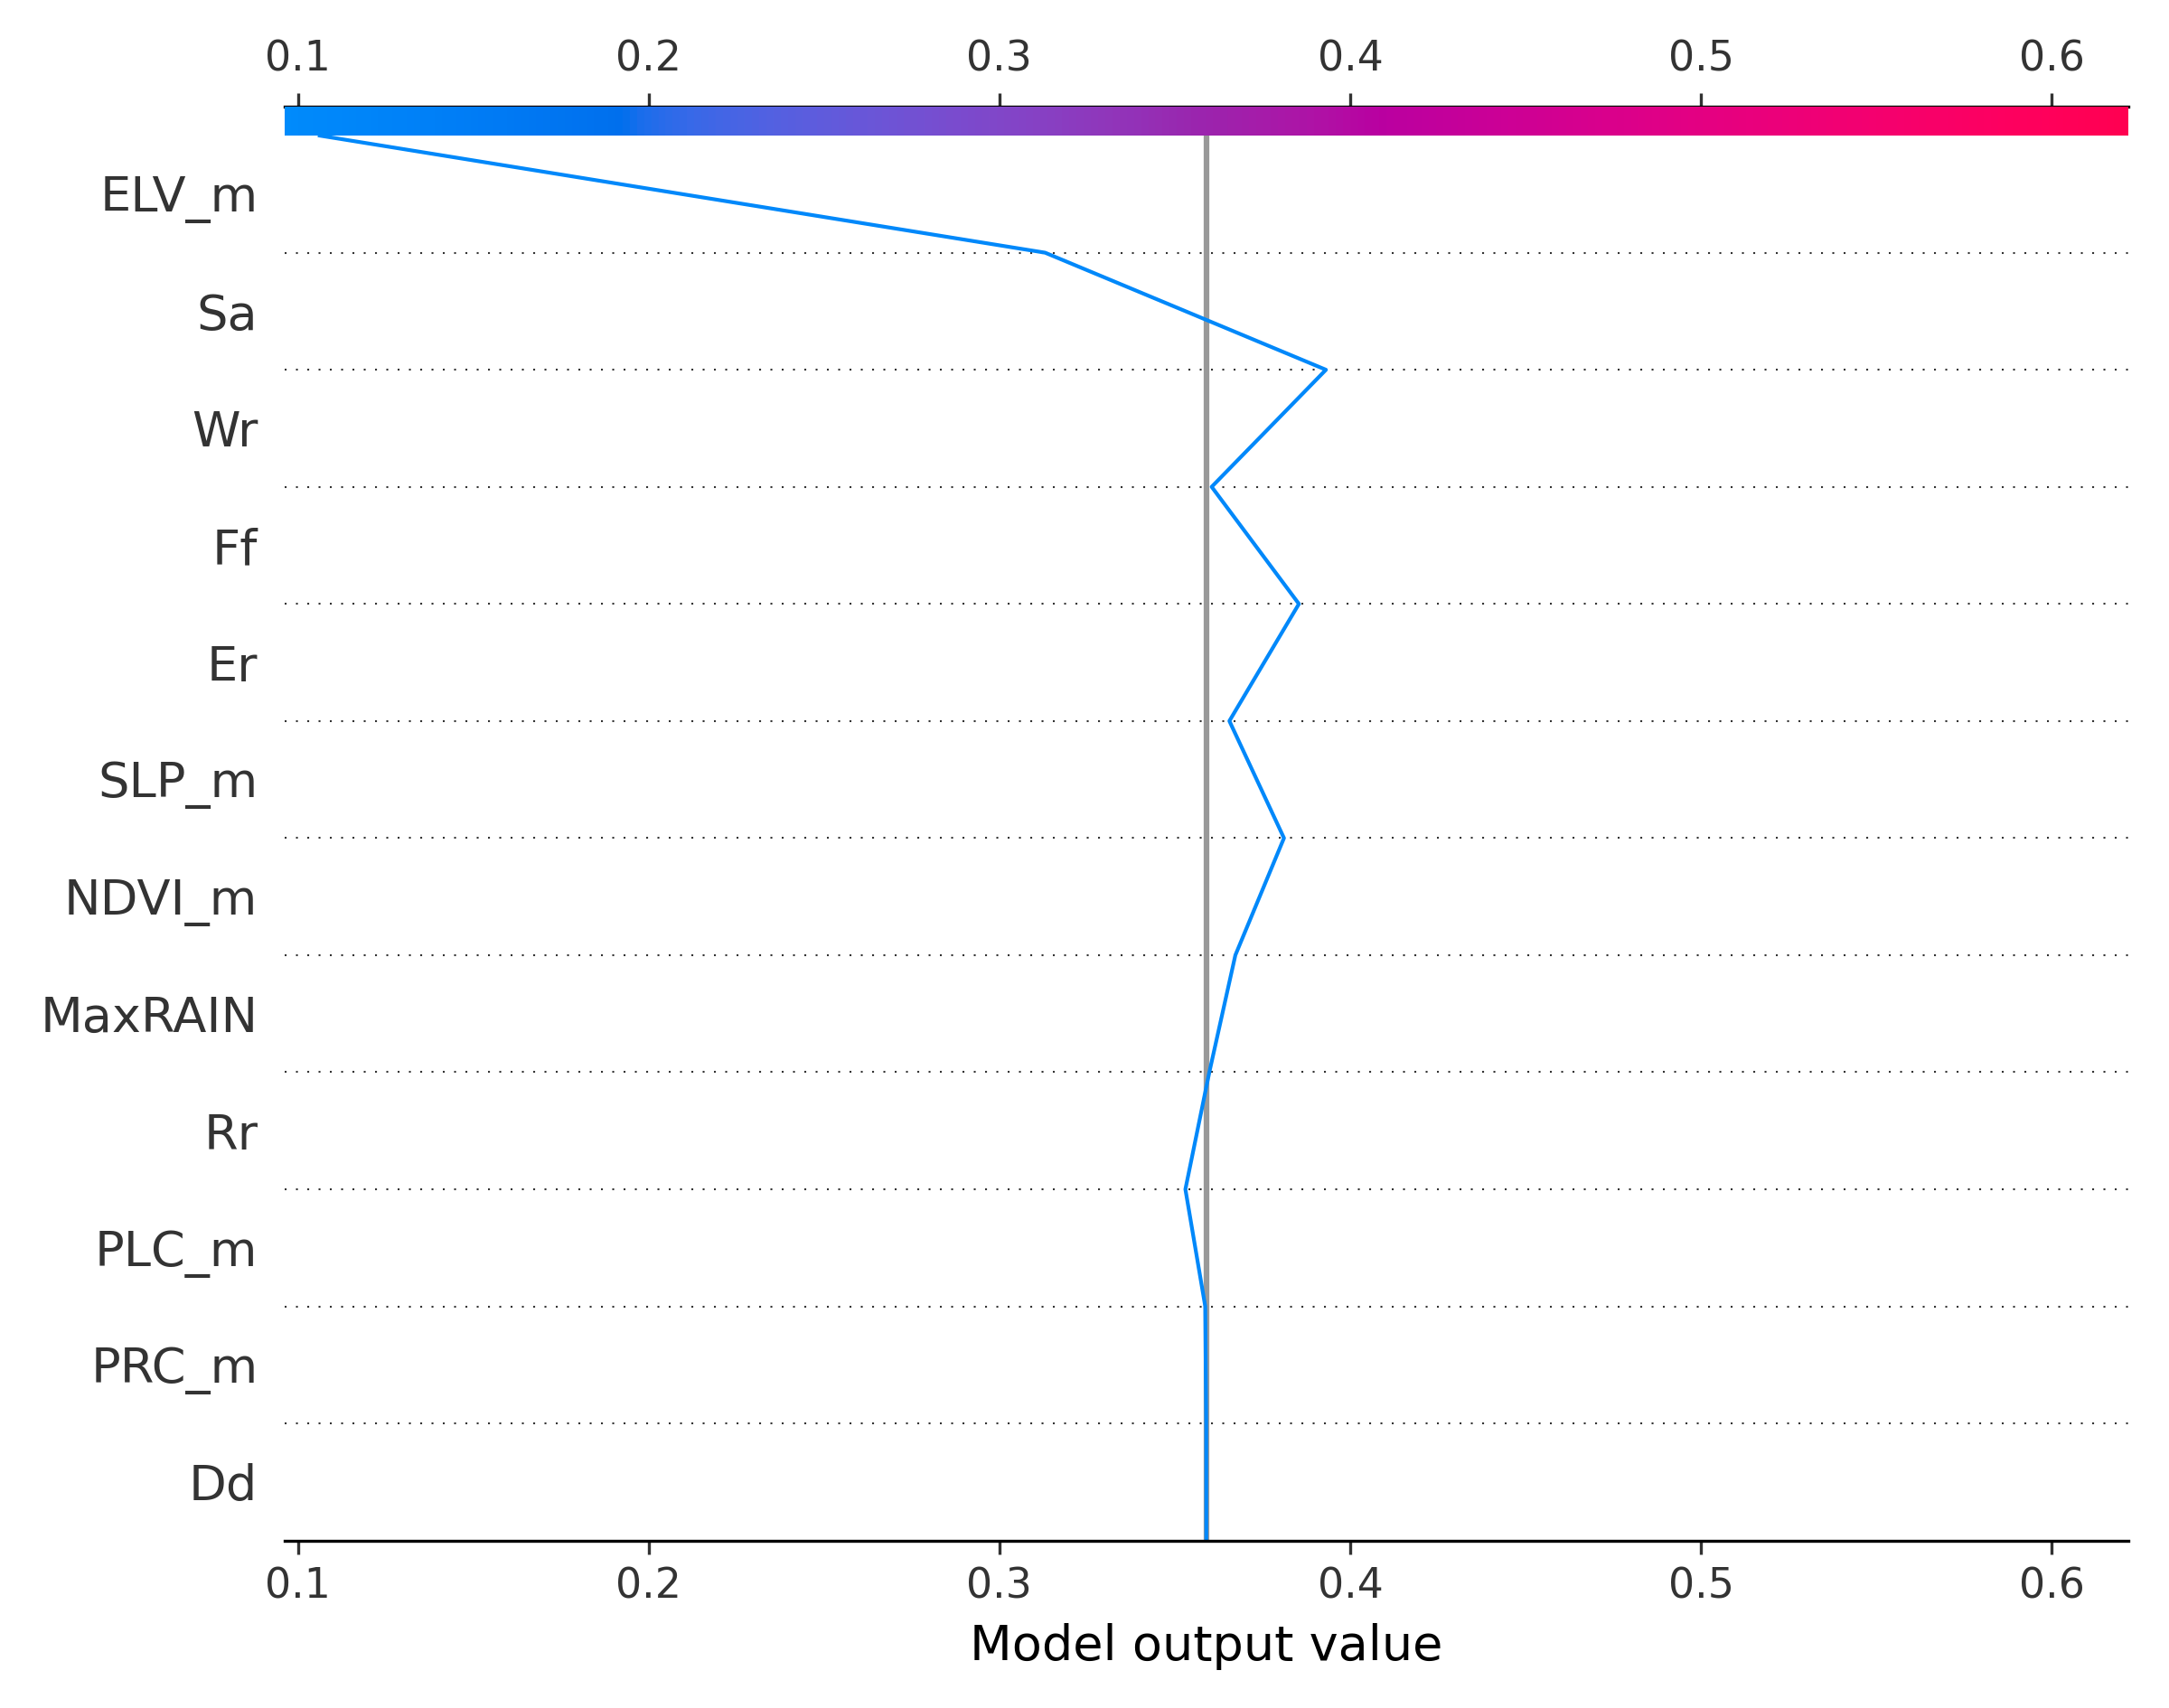 0.1 0.2 0.3 0.4 0.5 0.6
ELV_m
Sa
Wr
Ff
Er
SLP_m
NDVI_m
MaxRAIN
Rr
PLC_m
PRC_m
Dd
0.1 0.2 0.3 0.4 0.5 0.6
Model output value